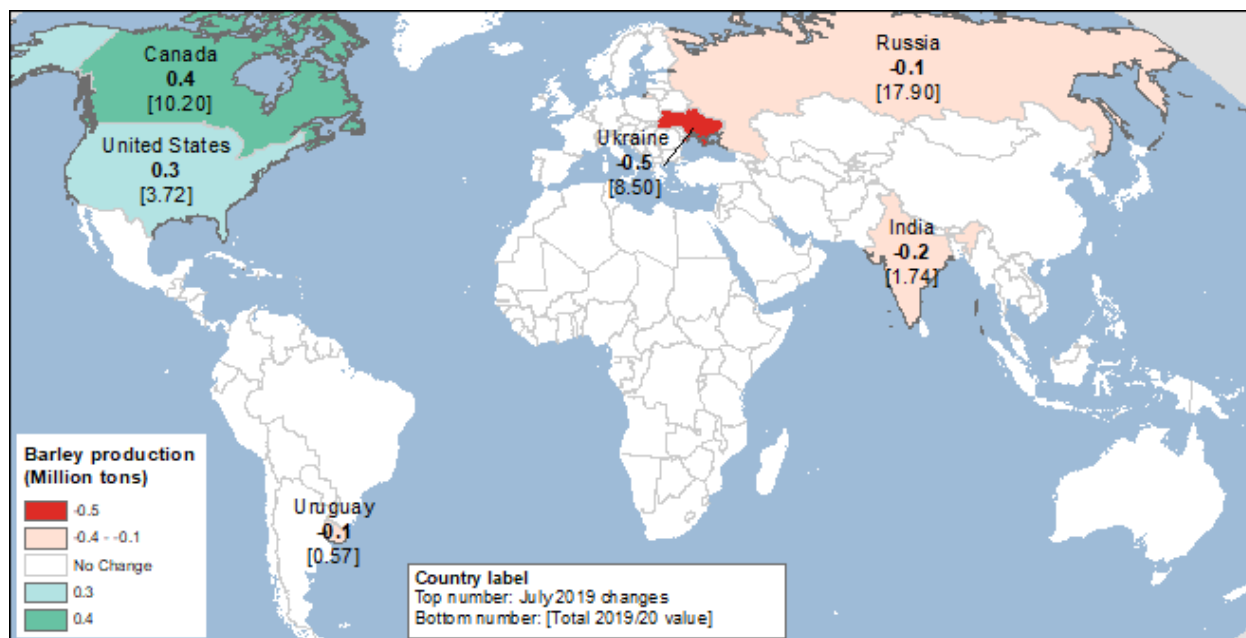 Canada
0.4
[10.20]
United States
0.3
[3.72]
Russia
-0.1
[17.90]
Ukraine
-0.5
[8.50]
India
-0.2
[1.74]
Uruguay
-0.1
[0.57]
Barley production
(Million tons)
-0.5
-0.4 - -0.1
No Change
0.3
0.4
Country label
Top number: July 2019 changes
Bottom number: [Total 2019/20 value]